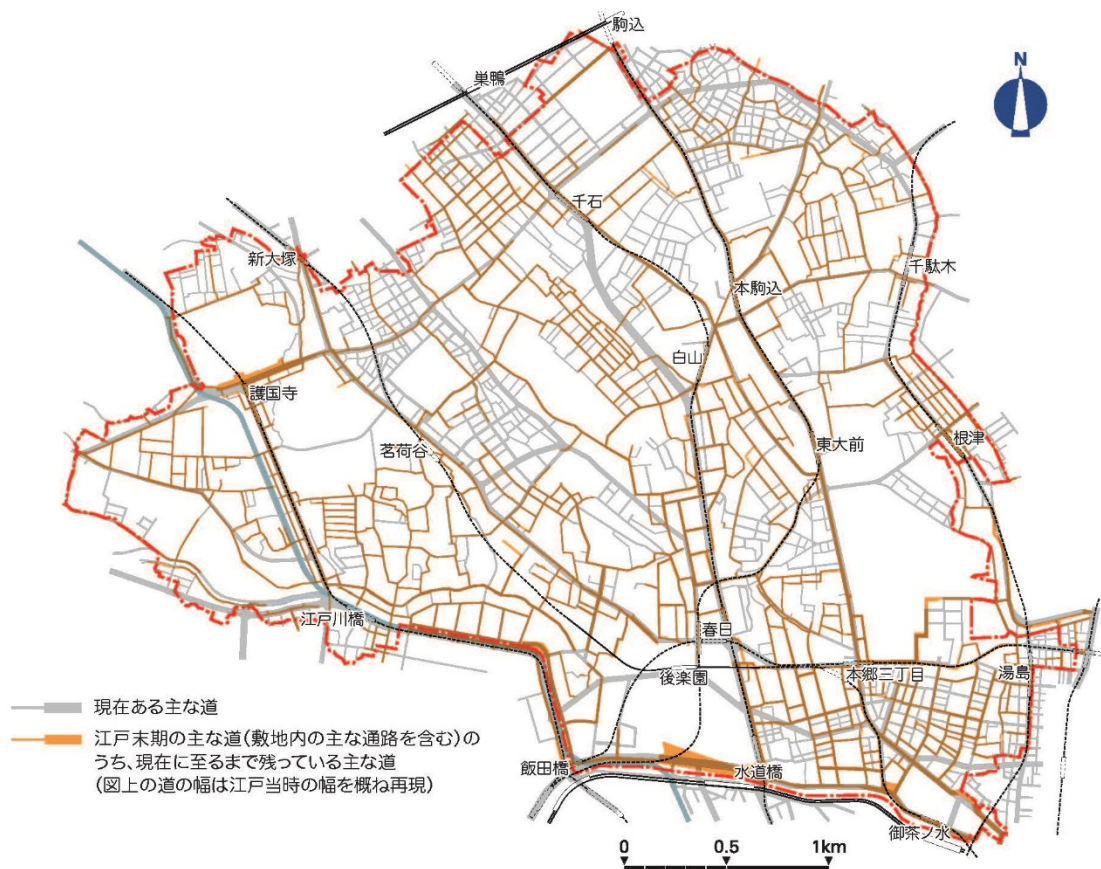 駒込
巣鴨
N
千石
新大塚
千駄木
本駒込
白山
護国寺
茗荷谷
東大前
根津
江戸川橋
春日
後楽園
本郷三丁目
湯島
現在ある主な道
江戸末期の主な道(敷地内の主な通路を含む)の
うち、現在に至るまで残っている主な道
(図上の道の幅は江戸当時の幅を概ね再現)
飯田橋
水道橋
御茶ノ水
0 0.5 1km